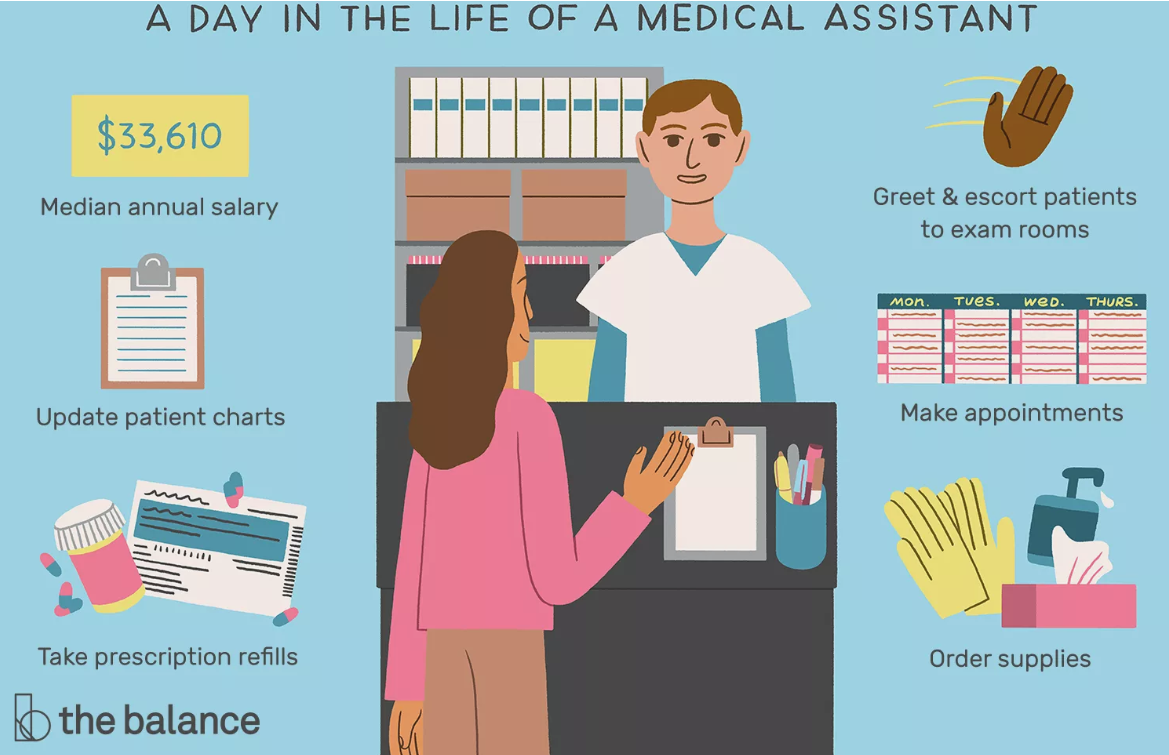 A DAY IN THE LIFE OF A MEDICAL ASSISTANT
$33,610
Median annual salary
Update patient charts
Take prescription refills
Greet & escort patients
to exam rooms
MON. TUES. WED. THURS.
Make appointments
Order supplies
the balance